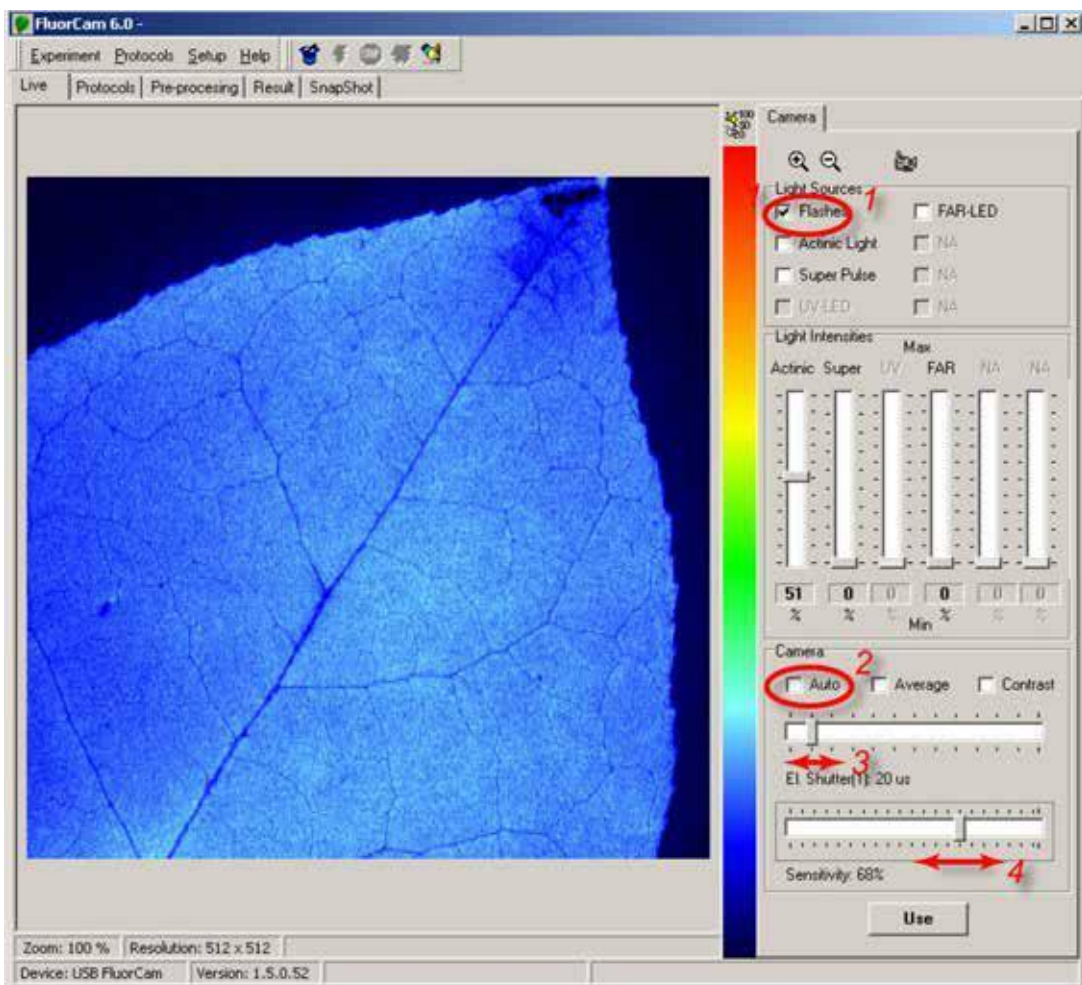 FluorCam 6.0 -
Experiment Protocols Setup Help
Live Protocols Pre-procesing Result SnapShot
100
50
Camera
Light Sources
1
Flashes
FAR-LED
Actinic Light
NA
Super Pulse
NA
UV-LED
NA
Light Intensities
Max
Actinic Super UV FAR NA NA
51 0 0 0 0 0
% % % % % %
Min
Camera
2
Auto Average Contrast
3
El. Shutter[1]: 20 us
4
Sensitivity: 68%
Use
Zoom: 100 % Resolution: 512 x 512
Device: USB FluorCam Version: 1.5.0.52